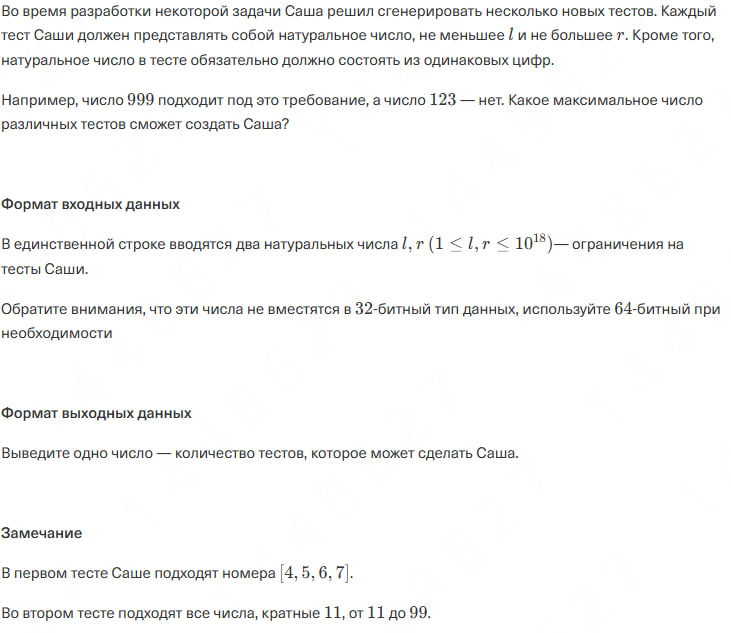 Во время разработки некоторой задачи Саша решил сгенерировать несколько новых тестов. Каждый
тест Саши должен представлять собой натуральное число, не меньшее l и не большее r. Кроме того,
натуральное число в тесте обязательно должно состоять из одинаковых цифр.
Например, число 999 подходит под это требование, а число 123 — нет. Какое максимальное число
различных тестов сможет создать Саша?
Формат входных данных
В единственной строке вводятся два натуральных числа l, r (1 ≤ l, r ≤ 10^18)— ограничения на
тесты Саши.
Обратите внимания, что эти числа не вместятся в 32-битный тип данных, используйте 64-битный при
необходимости
Формат выходных данных
Выведите одно число — количество тестов, которое может сделать Саша.
Замечание
В первом тесте Саше подходят номера [4, 5, 6, 7].
Во втором тесте подходят все числа, кратные 11, от 11 до 99.